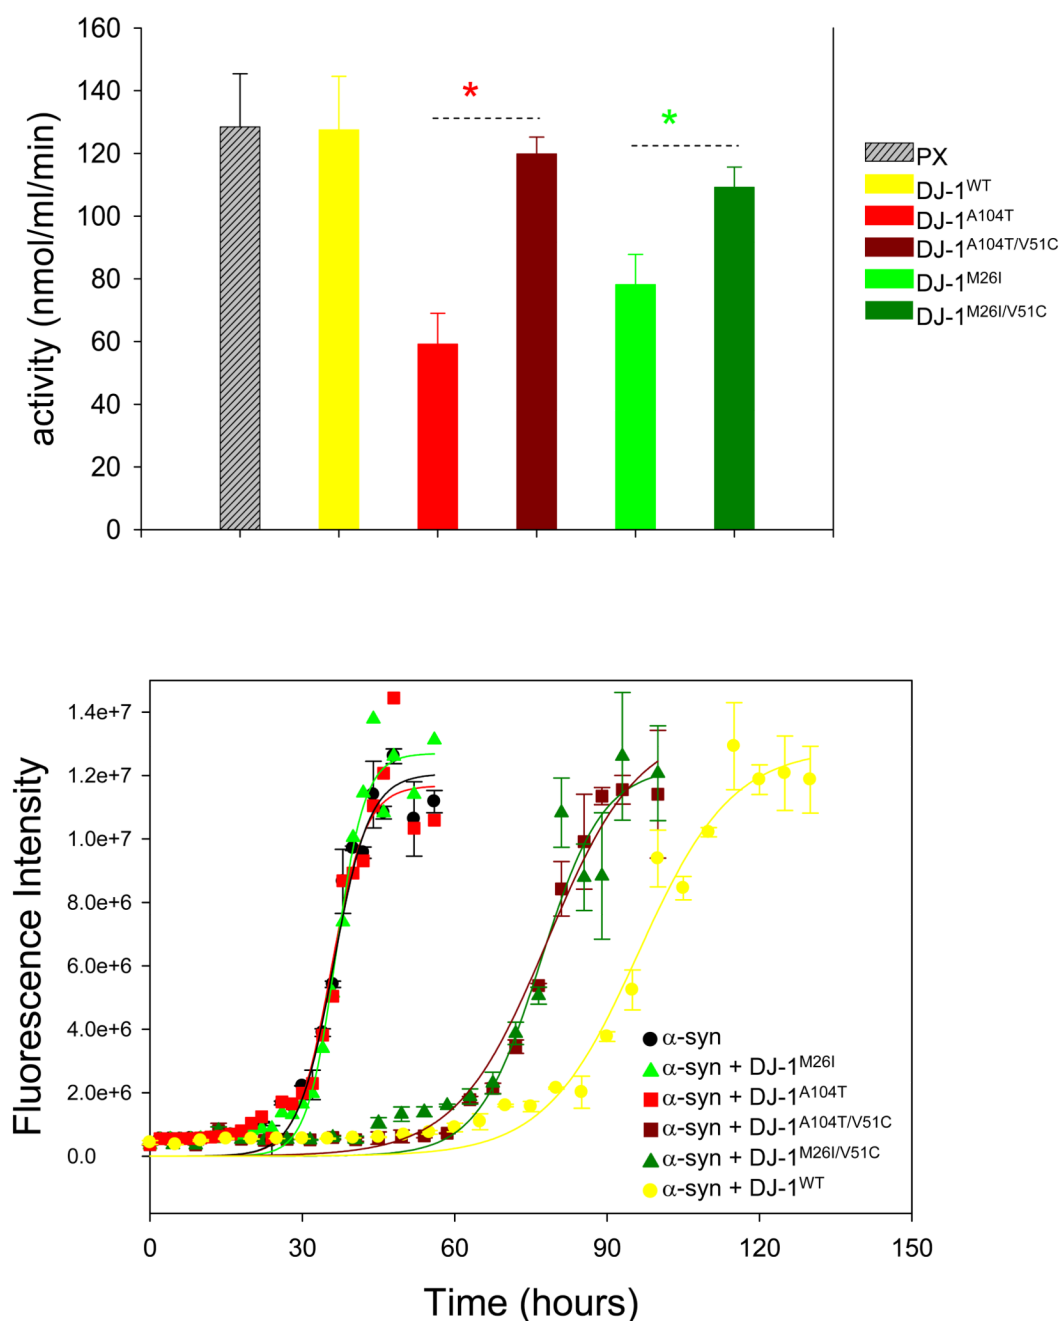 160
140
120
100
80
60
40
20
0
activity (nmol/ml/min)
*
*
PX
DJ-1WT
DJ-1A104T
DJ-1A104T/V51C
DJ-1M26I
DJ-1M26I/V51C
1.4e+7
1.2e+7
1.0e+7
8.0e+6
6.0e+6
4.0e+6
2.0e+6
0.0
Fluorescence Intensity
α-syn
α-syn + DJ-1M26I
α-syn + DJ-1A104T
α-syn + DJ-1A104T/V51C
α-syn + DJ-1M26I/V51C
α-syn + DJ-1WT
0 30 60 90 120 150
Time (hours)